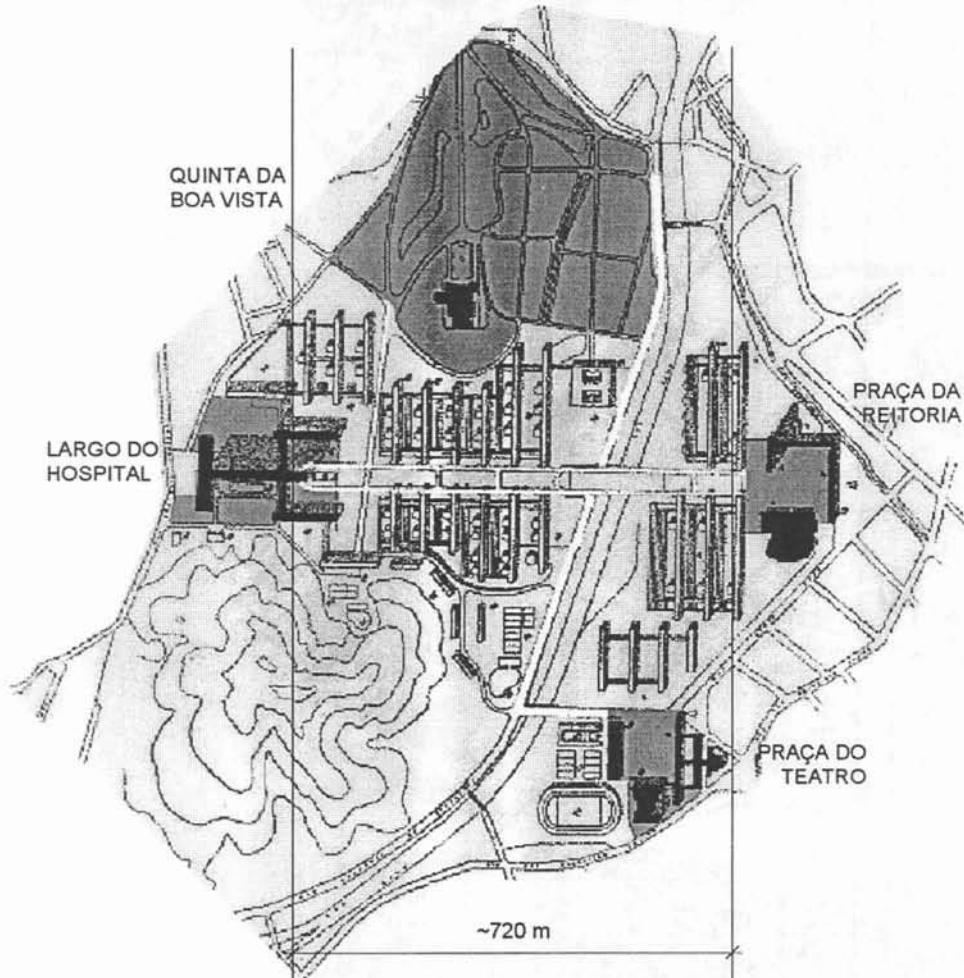 QUINTA DA
BOA VISTA
PRAÇA DA
REITORIA
LARGO DO
HOSPITAL
PRAÇA DO
TEATRO
~720 m